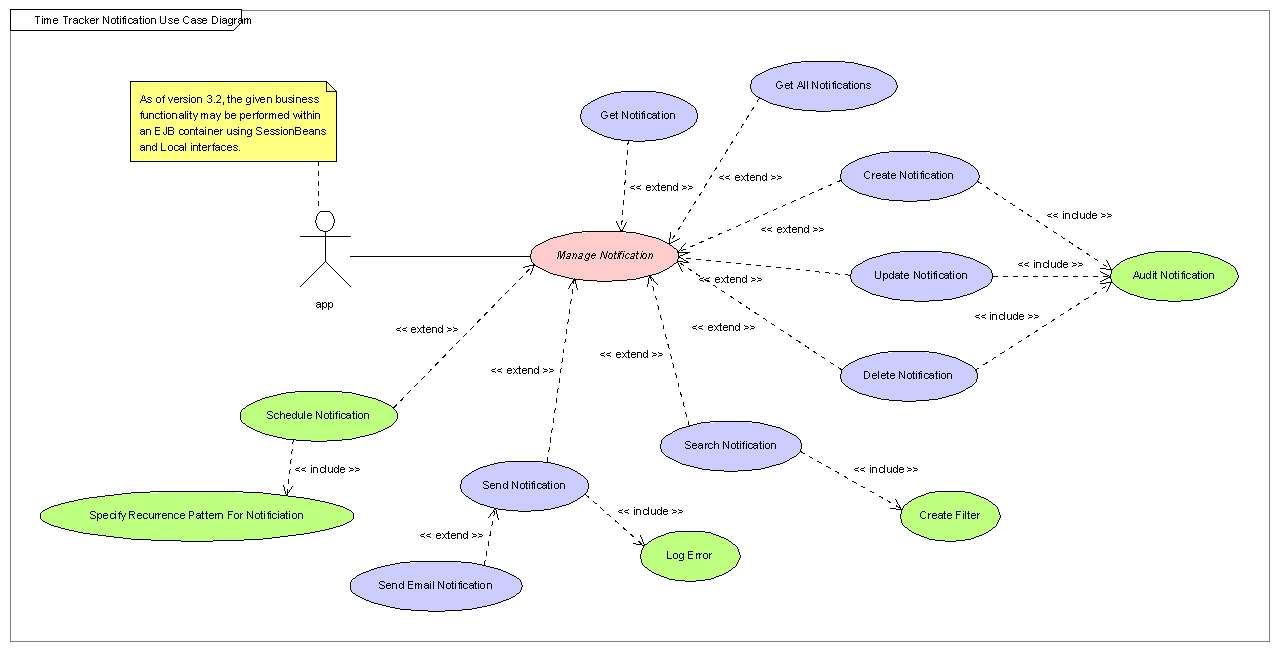 Time Tracker Notification Use Case Diagram
As of version 3.2, the given business
functionality may be performed within
an EJB container using SessionBeans
and Local interfaces.
Get All Notifications
Get Notification
<< extend >>
<< extend >>
Create Notification
<< include >>
<< extend >>
Manage Notification
Update Notification
<< include >>
Audit Notification
<< extend >>
app
<< extend >>
<< include >>
<< extend >>
<< extend >>
<< extend >>
Delete Notification
Schedule Notification
Search Notification
<< include >>
<< include >>
Send Notification
Specify Recurrence Pattern For Notificiation
<< include >>
Create Filter
<< extend >>
Log Error
Send Email Notification